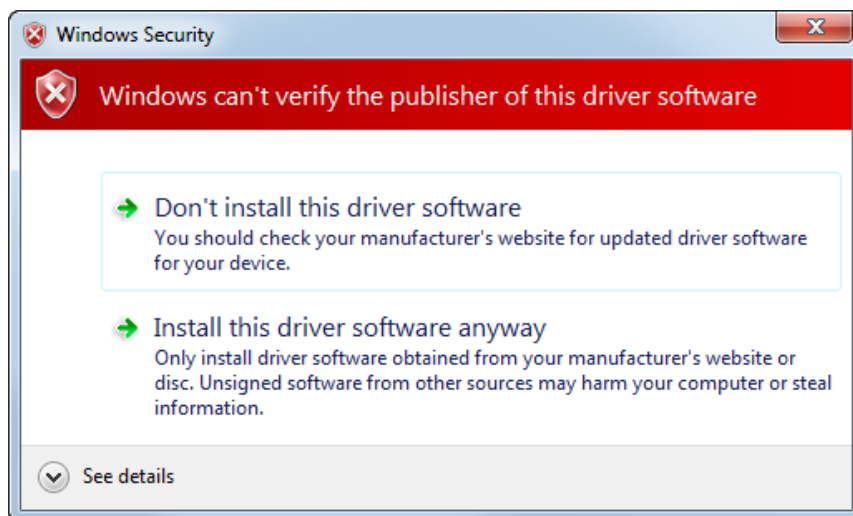 Windows Security
Windows can't verify the publisher of this driver software
Don't install this driver software
You should check your manufacturer's website for updated driver software
for your device.
Install this driver software anyway
Only install driver software obtained from your manufacturer's website or
disc. Unsigned software from other sources may harm your computer or steal
information.
See details